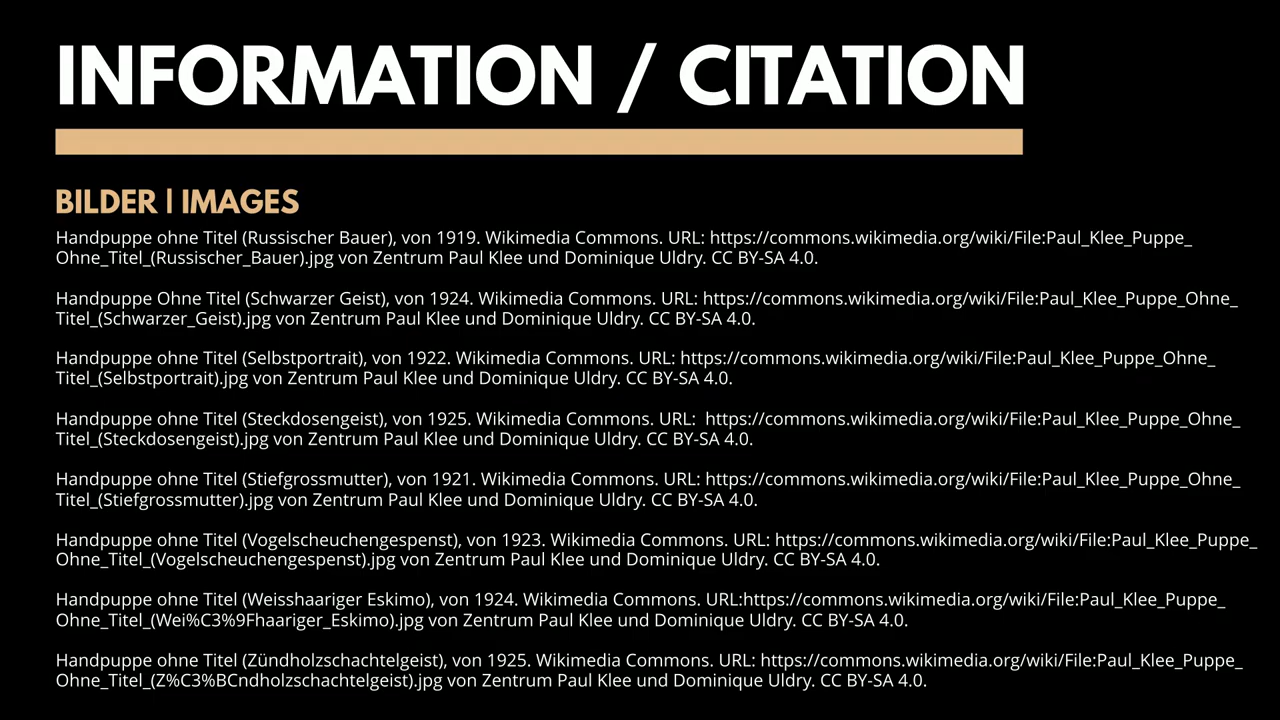 INFORMATION / CITATION
BILDER | IMAGES
Handpuppe ohne Titel (Russischer Bauer), von 1919. Wikimedia Commons. URL: https://commons.wikimedia.org/wiki/File:Paul_Klee_Puppe_
Ohne_Titel_(Russischer_Bauer).jpg von Zentrum Paul Klee und Dominique Uldry. CC BY-SA 4.0.
Handpuppe Ohne Titel (Schwarzer Geist), von 1924. Wikimedia Commons. URL: https://commons.wikimedia.org/wiki/File:Paul_Klee_Puppe_Ohne_
Titel_(Schwarzer_Geist).jpg von Zentrum Paul Klee und Dominique Uldry. CC BY-SA 4.0.
Handpuppe ohne Titel (Selbstportrait), von 1922. Wikimedia Commons. URL: https://commons.wikimedia.org/wiki/File:Paul_Klee_Puppe_Ohne_
Titel_(Selbstportrait).jpg von Zentrum Paul Klee und Dominique Uldry. CC BY-SA 4.0.
Handpuppe ohne Titel (Steckdosengeist), von 1925. Wikimedia Commons. URL:  https://commons.wikimedia.org/wiki/File:Paul_Klee_Puppe_Ohne_
Titel_(Steckdosengeist).jpg von Zentrum Paul Klee und Dominique Uldry. CC BY-SA 4.0.
Handpuppe ohne Titel (Stiefgrossmutter), von 1921. Wikimedia Commons. URL: https://commons.wikimedia.org/wiki/File:Paul_Klee_Puppe_Ohne_
Titel_(Stiefgrossmutter).jpg von Zentrum Paul Klee und Dominique Uldry. CC BY-SA 4.0.
Handpuppe ohne Titel (Vogelscheuchengespenst), von 1923. Wikimedia Commons. URL: https://commons.wikimedia.org/wiki/File:Paul_Klee_Puppe_
Ohne_Titel_(Vogelscheuchengespenst).jpg von Zentrum Paul Klee und Dominique Uldry. CC BY-SA 4.0.
Handpuppe ohne Titel (Weisshaariger Eskimo), von 1924. Wikimedia Commons. URL:https://commons.wikimedia.org/wiki/File:Paul_Klee_Puppe_
Ohne_Titel_(Wei%C3%9Fhaariger_Eskimo).jpg von Zentrum Paul Klee und Dominique Uldry. CC BY-SA 4.0.
Handpuppe ohne Titel (Zündholzschachtelgeist), von 1925. Wikimedia Commons. URL: https://commons.wikimedia.org/wiki/File:Paul_Klee_Puppe_
Ohne_Titel_(Z%C3%BCndholzschachtelgeist).jpg von Zentrum Paul Klee und Dominique Uldry. CC BY-SA 4.0.